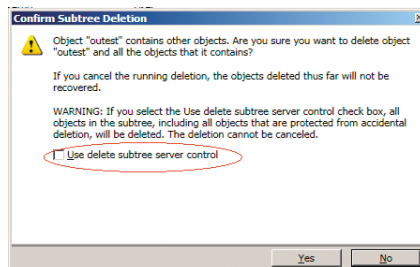 Confirm Subtree Deletion
Object "outest" contains other objects. Are you sure you want to delete object
"outest" and all the objects that it contains?
If you cancel the running deletion, the objects deleted thus far will not be
recovered.
WARNING: If you select the Use delete subtree server control check box, all
objects in the subtree, including all objects that are protected from accidental
deletion, will be deleted. The deletion cannot be canceled.
Use delete subtree server control
Yes No